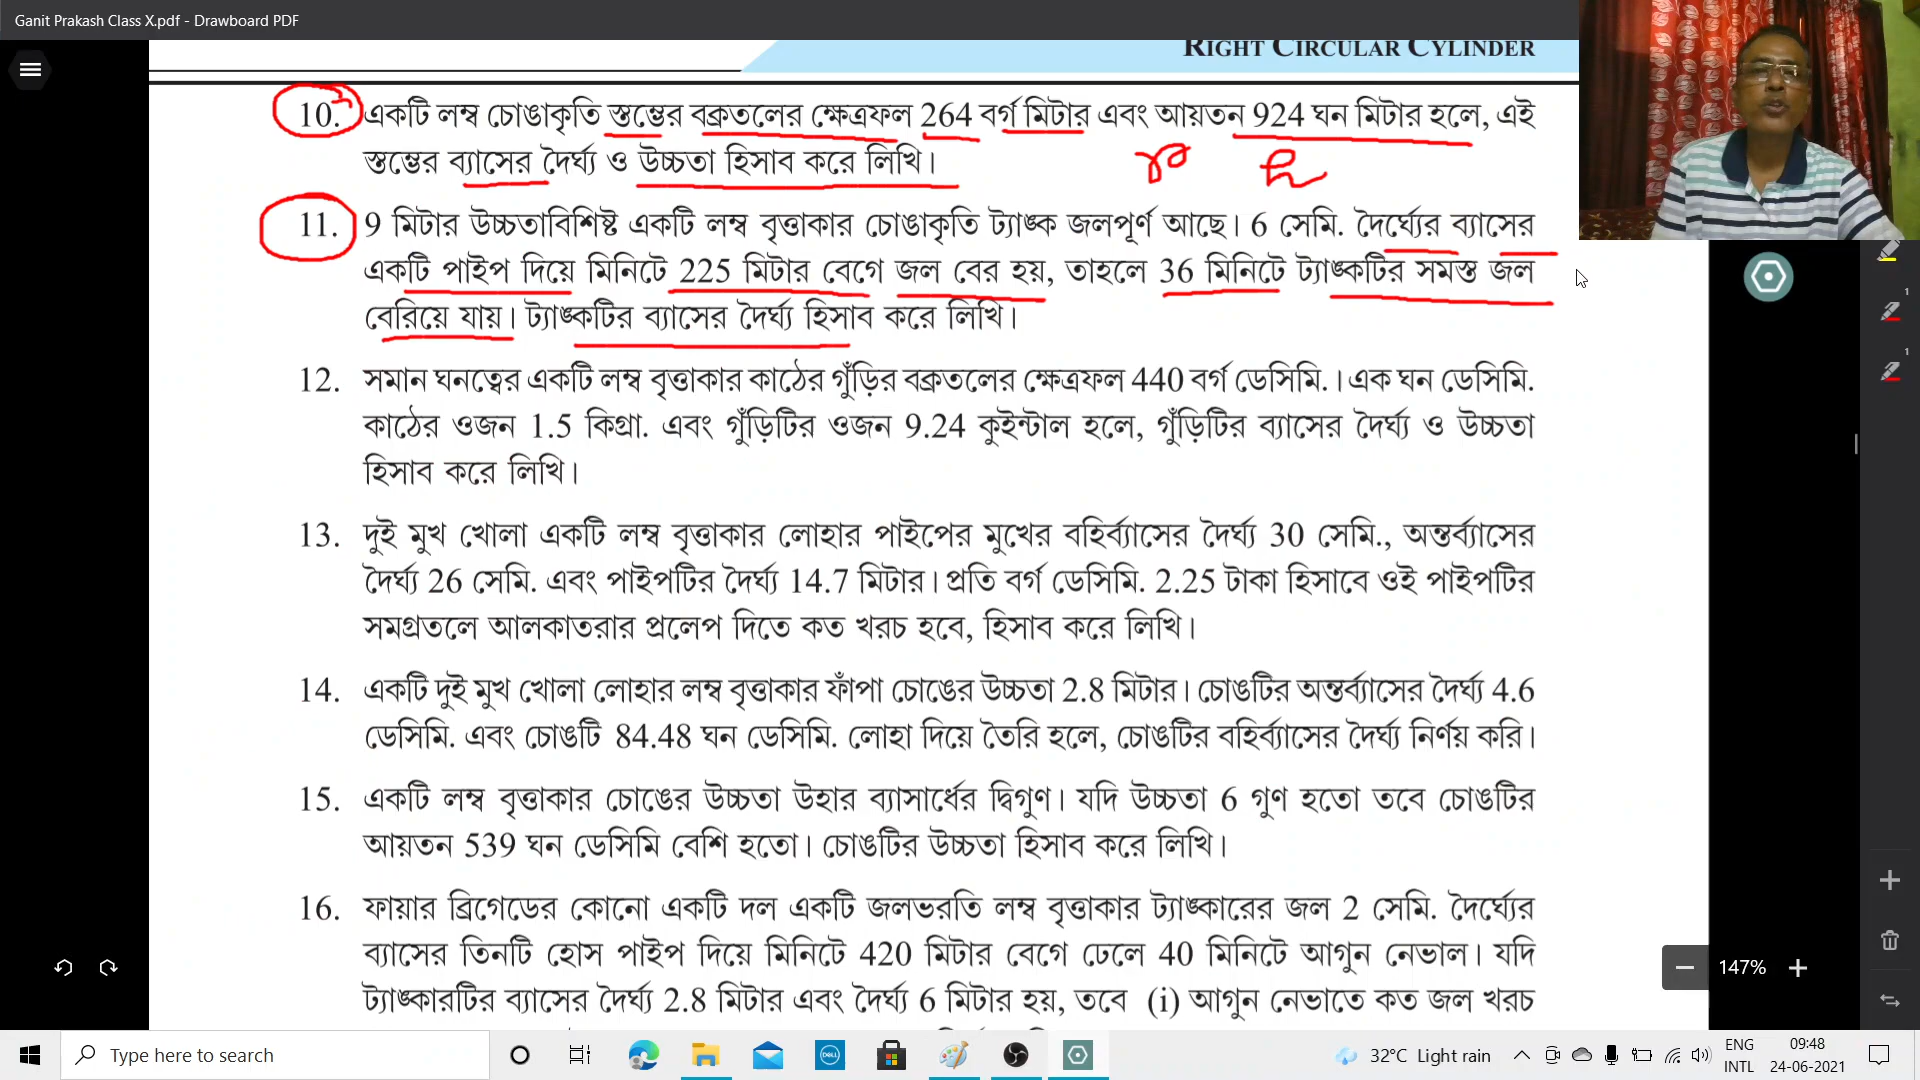 Ganit Prakash Class X.pdf - Drawboard PDF
RIGHT CIRCULAR CYLINDER
10. একটি লম্ব চোঙাকৃতি স্তম্ভের বক্রতলের ক্ষেত্রফল 264 বর্গ মিটার এবং আয়তন 924 ঘন মিটার হলে, এই
স্তম্ভের ব্যাসের দৈর্ঘ্য ও উচ্চতা হিসাব করে লিখি।
11. 9 মিটার উচ্চতাবিশিষ্ট একটি লম্ব বৃত্তাকার চোঙাকৃতি ট্যাঙ্ক জলপূর্ণ আছে। 6 সেমি. দৈর্ঘ্যের ব্যাসের
একটি পাইপ দিয়ে মিনিটে 225 মিটার বেগে জল বের হয়, তাহলে 36 মিনিটে ট্যাঙ্কটির সমস্ত জল
বেরিয়ে যায়। ট্যাঙ্কটির ব্যাসের দৈর্ঘ্য হিসাব করে লিখি।
12. সমান ঘনত্বের একটি লম্ব বৃত্তাকার কাঠের গুঁড়ির বক্রতলের ক্ষেত্রফল 440 বর্গ ডেসিমি.। এক ঘন ডেসিমি.
কাঠের ওজন 1.5 কিগ্রা. এবং গুঁড়িটির ওজন 9.24 কুইন্টাল হলে, গুঁড়িটির ব্যাসের দৈর্ঘ্য ও উচ্চতা
হিসাব করে লিখি।
13. দুই মুখ খোলা একটি লম্ব বৃত্তাকার লোহার পাইপের মুখের বহির্ব্যাসের দৈর্ঘ্য 30 সেমি., অন্তর্ব্যাসের
দৈর্ঘ্য 26 সেমি. এবং পাইপটির দৈর্ঘ্য 14.7 মিটার। প্রতি বর্গ ডেসিমি. 2.25 টাকা হিসাবে ওই পাইপটির
সমগ্রতলে আলকাতরার প্রলেপ দিতে কত খরচ হবে, হিসাব করে লিখি।
14. একটি দুই মুখ খোলা লোহার লম্ব বৃত্তাকার ফাঁপা চোঙের উচ্চতা 2.8 মিটার। চোঙটির অন্তর্ব্যাসের দৈর্ঘ্য 4.6
ডেসিমি. এবং চোঙটি 84.48 ঘন ডেসিমি. লোহা দিয়ে তৈরি হলে, চোঙটির বহির্ব্যাসের দৈর্ঘ্য নির্ণয় করি।
15. একটি লম্ব বৃত্তাকার চোঙের উচ্চতা উহার ব্যাসার্ধের দ্বিগুণ। যদি উচ্চতা 6 গুণ হতো তবে চোঙটির
আয়তন 539 ঘন ডেসিমি বেশি হতো। চোঙটির উচ্চতা হিসাব করে লিখি।
16. ফায়ার ব্রিগেডের কোনো একটি দল একটি জলভরতি লম্ব বৃত্তাকার ট্যাঙ্কারের জল 2 সেমি. দৈর্ঘ্যের
ব্যাসের তিনটি হোস পাইপ দিয়ে মিনিটে 420 মিটার বেগে ঢেলে 40 মিনিটে আগুন নেভাল। যদি
ট্যাঙ্কারটির ব্যাসের দৈর্ঘ্য 2.8 মিটার এবং দৈর্ঘ্য 6 মিটার হয়, তবে (i) আগুন নেভাতে কত জল খরচ
147%
Type here to search
DELL
32°C Light rain
ENG
INTL
09:48
24-06-2021